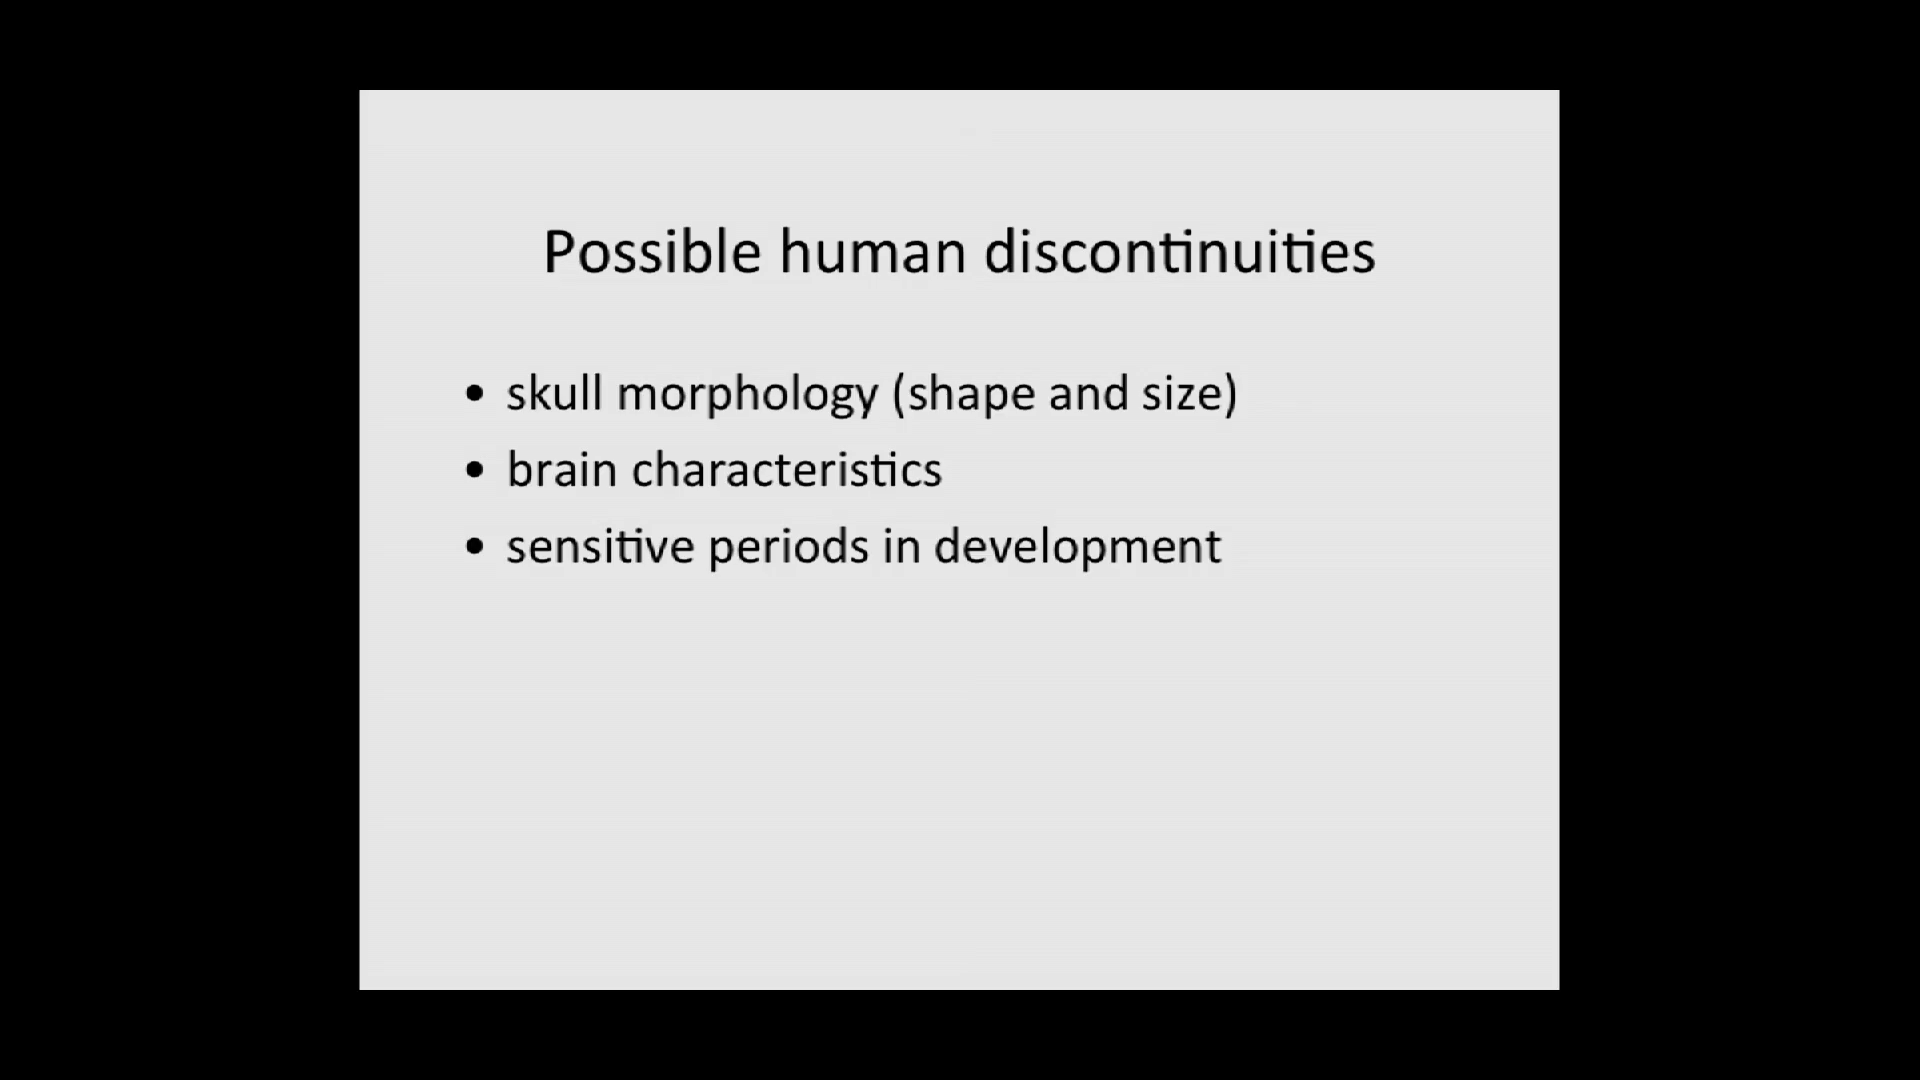 Possible human discontinuities
• skull morphology (shape and size)
• brain characteristics
• sensitive periods in development